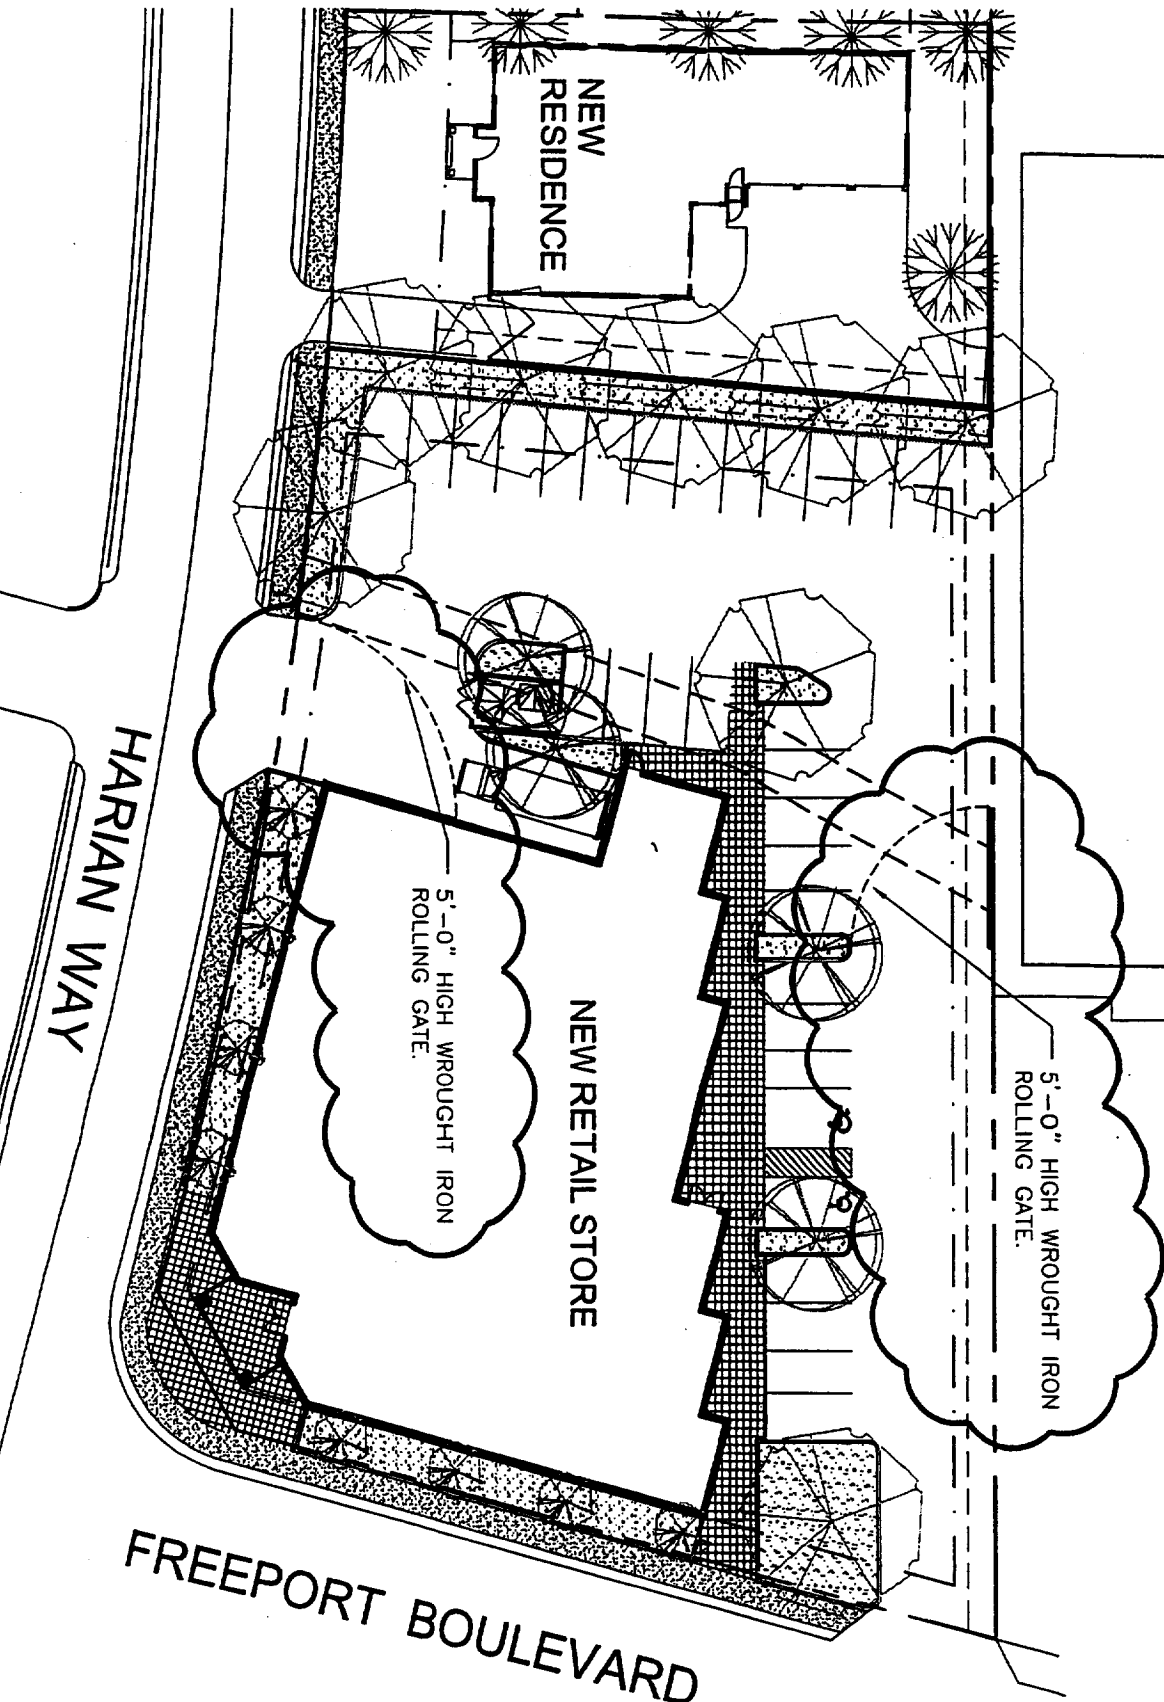 NEW
RESIDENCE
HARIAN WAY
5'-0" HIGH WROUGHT IRON
ROLLING GATE.
NEW RETAIL STORE
5'-0" HIGH WROUGHT IRON
ROLLING GATE.
FREEPORT BOULEVARD